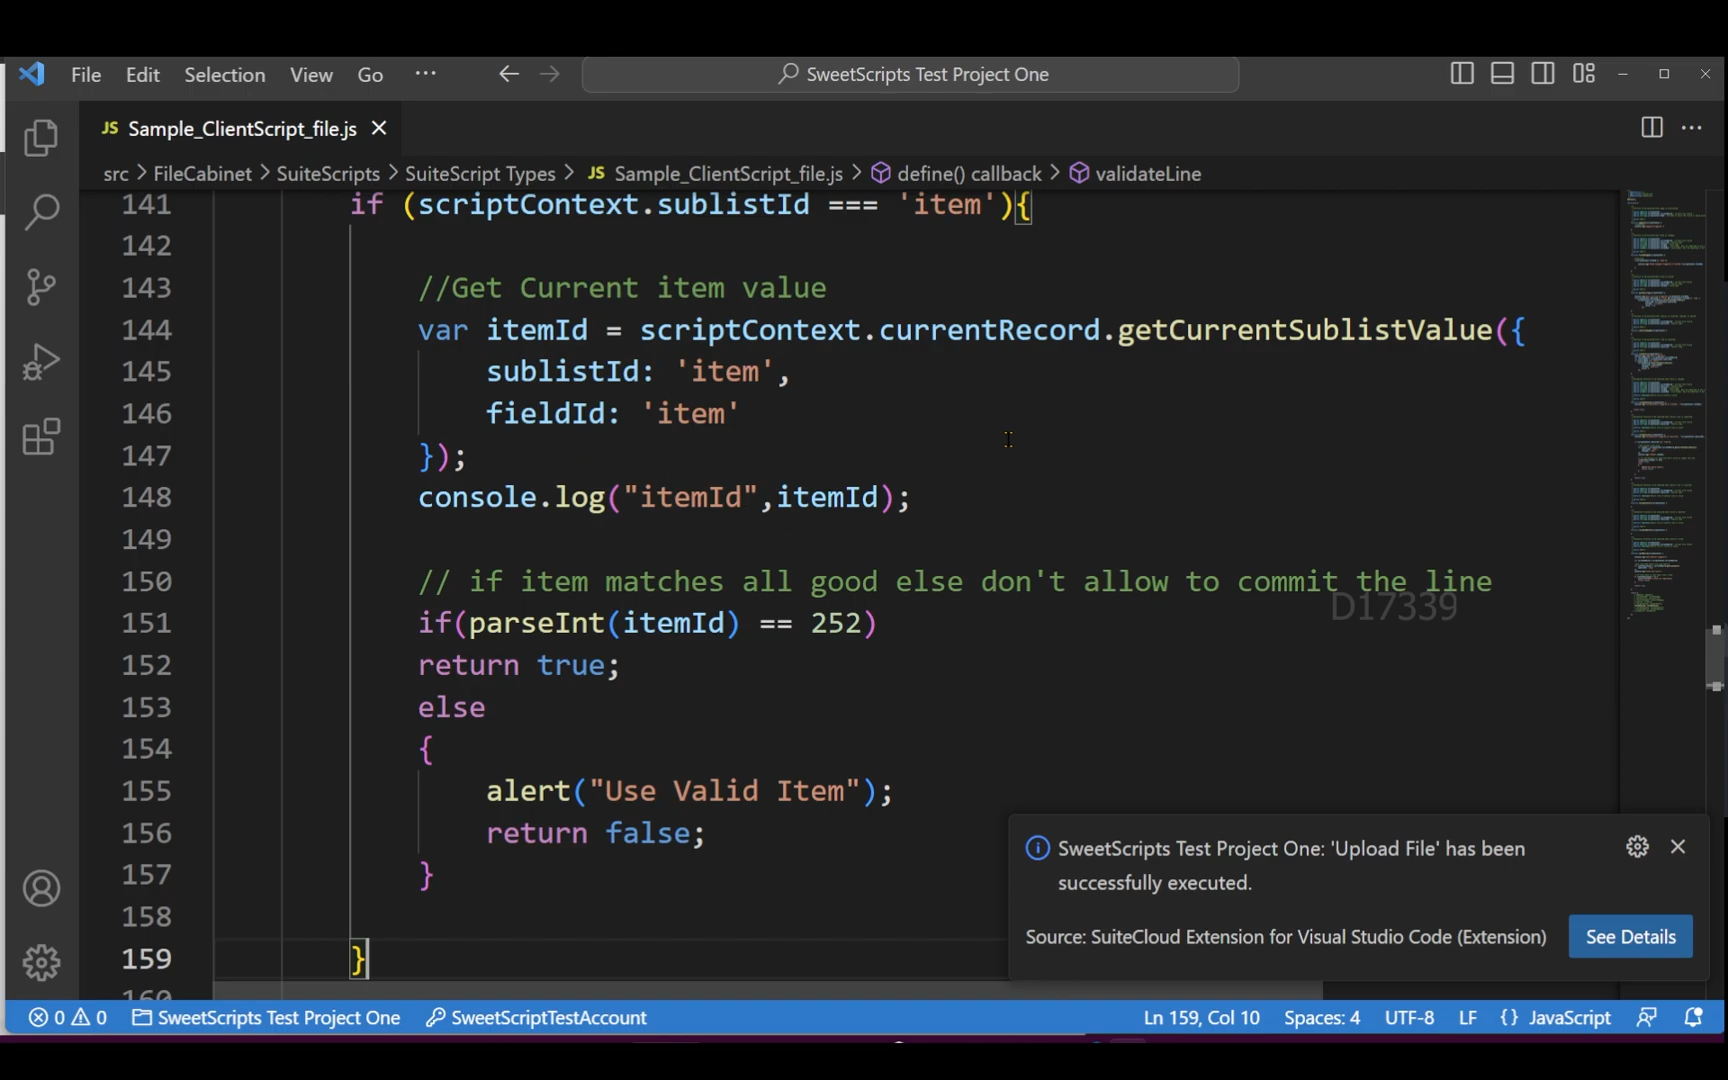 File Edit Selection View Go ··· SweetScripts Test Project One
JS Sample_ClientScript_file.js
src > FileCabinet > SuiteScripts > SuiteScript Types > JS Sample_ClientScript_file.js > define() callback > validateLine
141 if (scriptContext.sublistId === 'item'){
142
143 //Get Current item value
144 var itemId = scriptContext.currentRecord.getCurrentSublistValue({
145 sublistId: 'item',
146 fieldId: 'item'
147 });
148 console.log("itemId",itemId);
149
150 // if item matches all good else don't allow to commit the line
D17339
151 if(parseInt(itemId) == 252)
152 return true;
153 else
154 {
155 alert("Use Valid Item");
156 return false;
157 }
158
159 }
160
SweetScripts Test Project One: 'Upload File' has been
successfully executed.
Source: SuiteCloud Extension for Visual Studio Code (Extension) See Details
0 0 SweetScripts Test Project One SweetScriptTestAccount Ln 159, Col 10 Spaces: 4 UTF-8 LF {} JavaScript